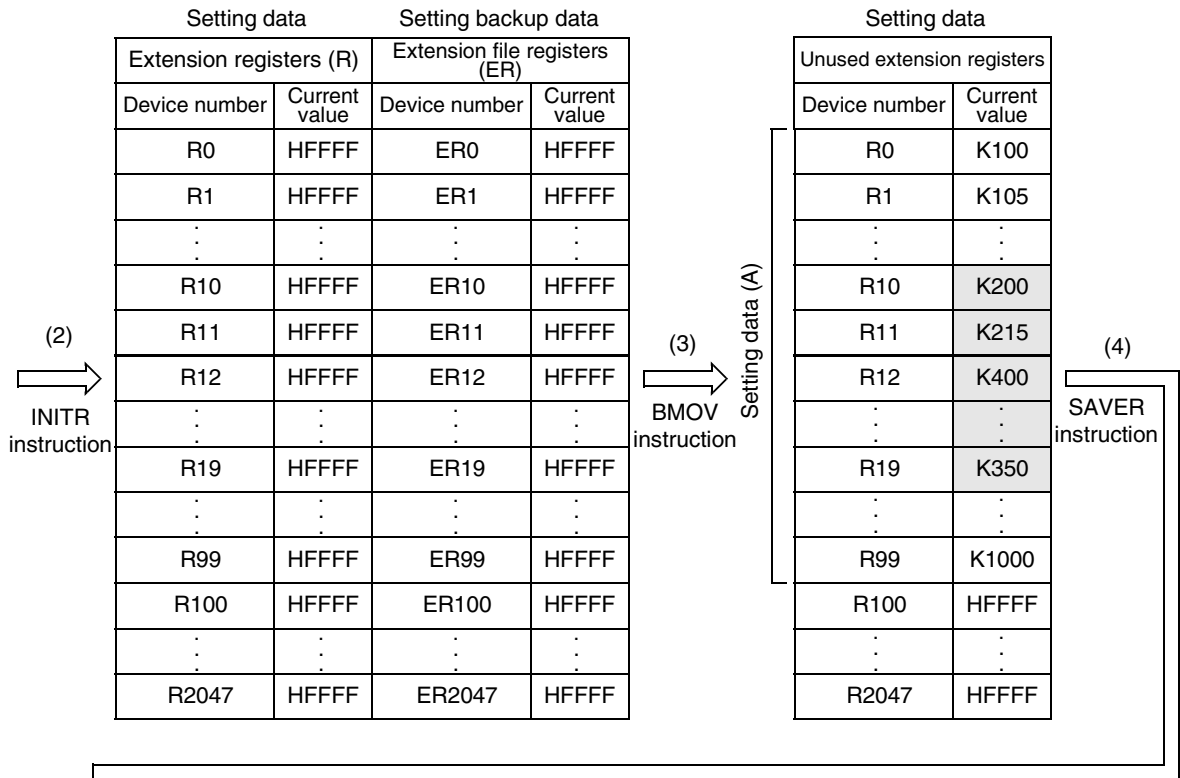 Setting data Setting backup data Setting data
Extension registers (R) Extension file registers (ER) Unused extension registers
Device number Current value Device number Current value Device number Current value
R0 HFFFF ER0 HFFFF R0 K100
R1 HFFFF ER1 HFFFF R1 K105
. . . . . .
. . . . . .
. . . . . .
R10 HFFFF ER10 HFFFF R10 K200
R11 HFFFF ER11 HFFFF R11 K215
R12 HFFFF ER12 HFFFF R12 K400
. . . . . .
. . . . . .
. . . . . .
R19 HFFFF ER19 HFFFF R19 K350
. . . . . .
. . . . . .
. . . . . .
R99 HFFFF ER99 HFFFF R99 K1000
R100 HFFFF ER100 HFFFF R100 HFFFF
. . . . . .
. . . . . .
. . . . . .
R2047 HFFFF ER2047 HFFFF R2047 HFFFF
(2)
INITR
instruction
(3)
BMOV
instruction
Setting data (A)
(4)
SAVER
instruction